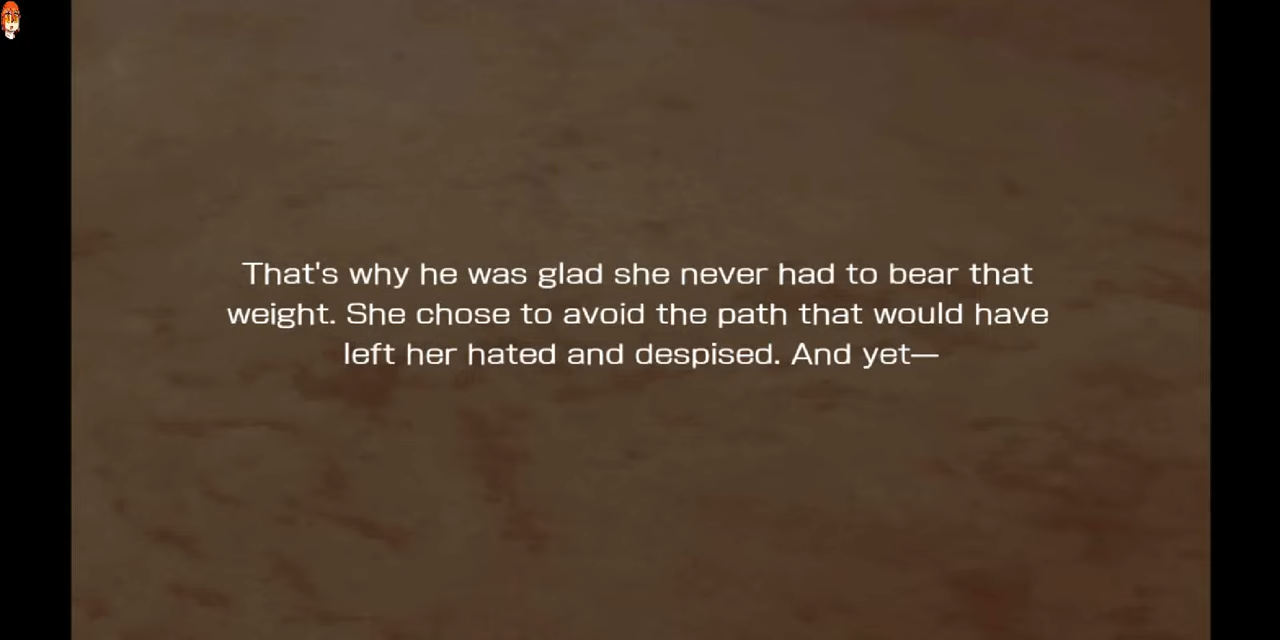 That's why he was glad she never had to bear that
weight. She chose to avoid the path that would have
left her hated and despised. And yet—